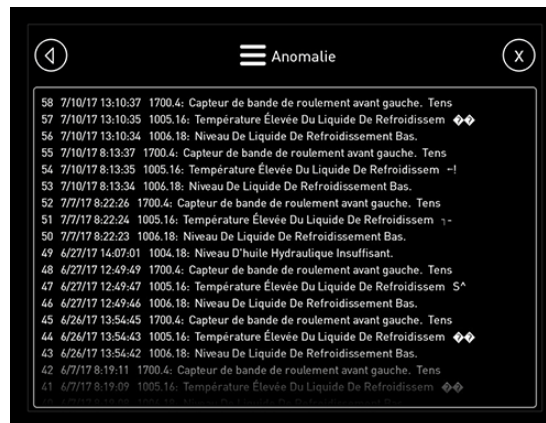 Anomalie
X
58 7/10/17 13:10:37 1700.4: Capteur de bande de roulement avant gauche. Tens
57 7/10/17 13:10:35 1005.16: Température Élevée Du Liquide De Refroidissem ��
56 7/10/17 13:10:34 1006.18: Niveau De Liquide De Refroidissement Bas.
55 7/10/17 8:13:37 1700.4: Capteur de bande de roulement avant gauche. Tens
54 7/10/17 8:13:35 1005.16: Température Élevée Du Liquide De Refroidissem ←!
53 7/10/17 8:13:34 1006.18: Niveau De Liquide De Refroidissement Bas.
52 7/7/17 8:22:26 1700.4: Capteur de bande de roulement avant gauche. Tens
51 7/7/17 8:22:24 1005.16: Température Élevée Du Liquide De Refroidissem ┐-
50 7/7/17 8:22:23 1006.18: Niveau De Liquide De Refroidissement Bas.
49 6/27/17 14:07:01 1004.18: Niveau D'huile Hydraulique Insuffisant.
48 6/27/17 12:49:49 1700.4: Capteur de bande de roulement avant gauche. Tens
47 6/27/17 12:49:47 1005.16: Température Élevée Du Liquide De Refroidissem S^
46 6/27/17 12:49:46 1006.18: Niveau De Liquide De Refroidissement Bas.
45 6/26/17 13:54:45 1700.4: Capteur de bande de roulement avant gauche. Tens
44 6/26/17 13:54:43 1005.16: Température Élevée Du Liquide De Refroidissem ��
43 6/26/17 13:54:42 1006.18: Niveau De Liquide De Refroidissement Bas.
42 6/7/17 8:19:11 1700.4: Capteur de bande de roulement avant gauche. Tens
41 6/7/17 8:19:09 1005.16: Température Élevée Du Liquide De Refroidissem ��